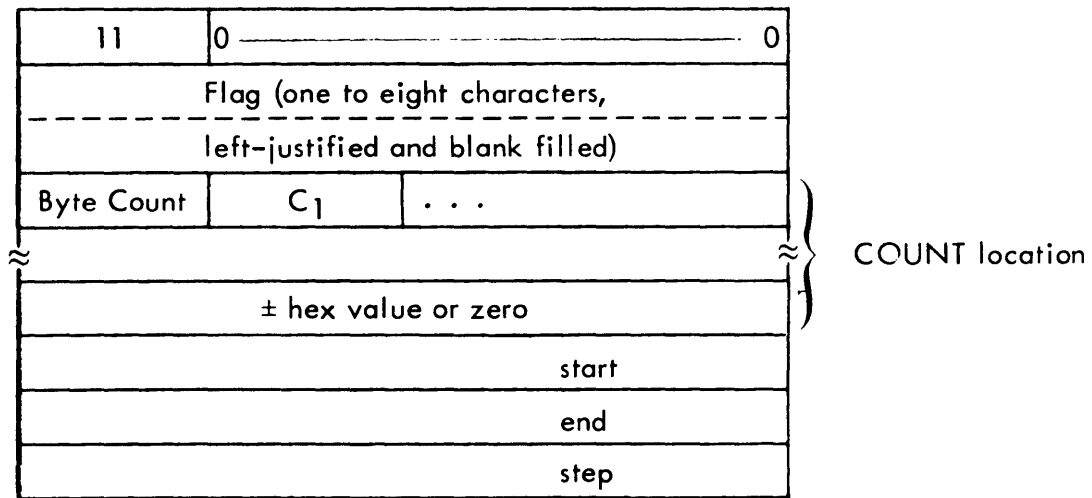 11 0 0
Flag (one to eight characters,
left-justified and blank filled)
Byte Count C1 . . .
≈ ≈ COUNT location
± hex value or zero
start
end
step